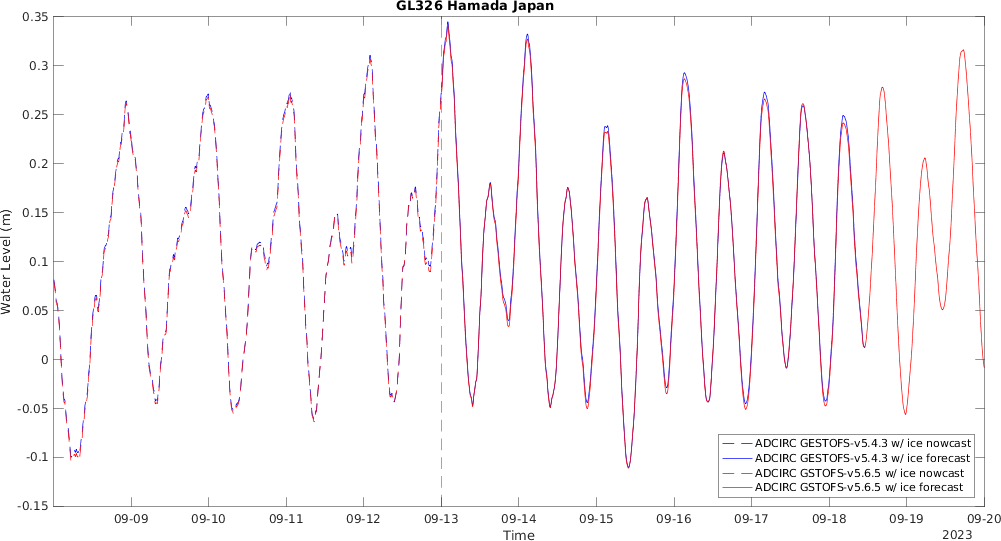 GL326 Hamada Japan
0.35
0.3
0.25
0.2
0.15
0.1
0.05
0
-0.05
-0.1
-0.15
Water Level (m)
ADCIRC GESTOFS-v5.4.3 w/ ice nowcast
ADCIRC GESTOFS-v5.4.3 w/ ice forecast
ADCIRC GSTOFS-v5.6.5 w/ ice nowcast
ADCIRC GSTOFS-v5.6.5 w/ ice forecast
09-09 09-10 09-11 09-12 09-13 09-14 09-15 09-16 09-17 09-18 09-19 09-20
Time
2023